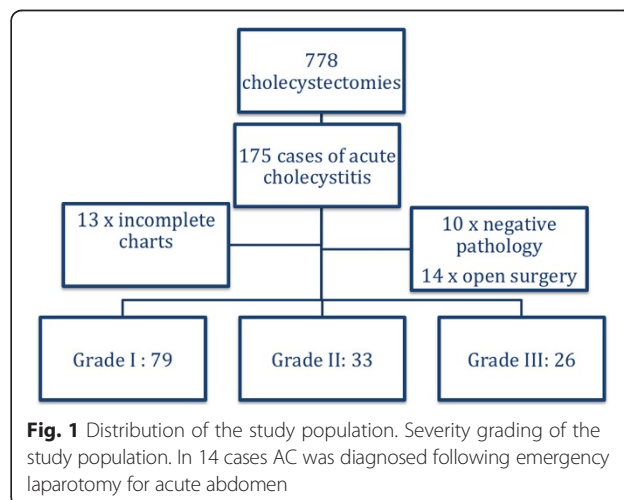 778
cholecystectomies
175 cases of acute
cholecystitis
13 x incomplete
charts
10 x negative
pathology
14 x open surgery
Grade I : 79
Grade II: 33
Grade III: 26
Fig. 1 Distribution of the study population. Severity grading of the
study population. In 14 cases AC was diagnosed following emergency
laparotomy for acute abdomen